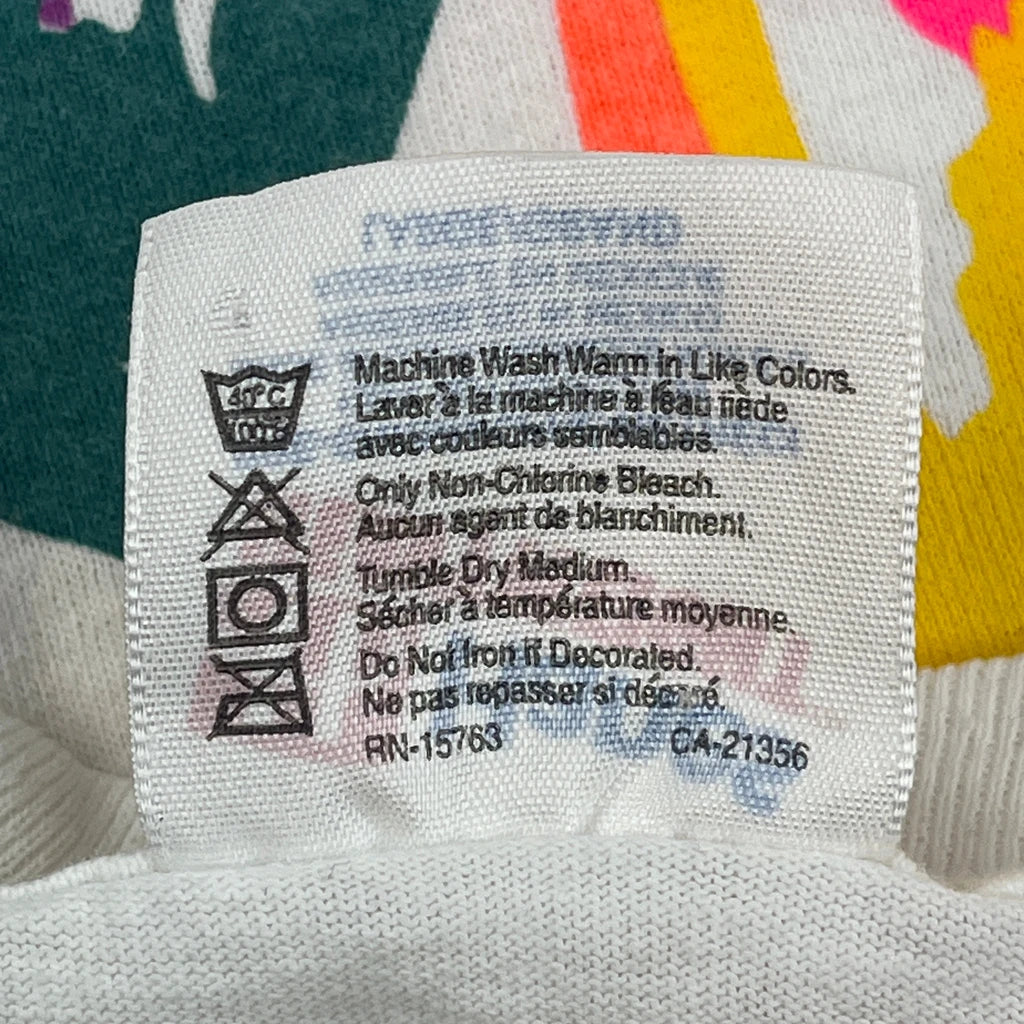 40°C
100°F
Machine Wash Warm in Like Colors.
Laver à la machine à l'eau tiède
avec couleurs semblables.
Only Non-Chlorine Bleach.
Aucun agent de blanchiment.
Tumble Dry Medium.
Sécher à température moyenne.
Do Not Iron if Decorated.
Ne pas repasser si décoré.
RN-15763 CA-21356